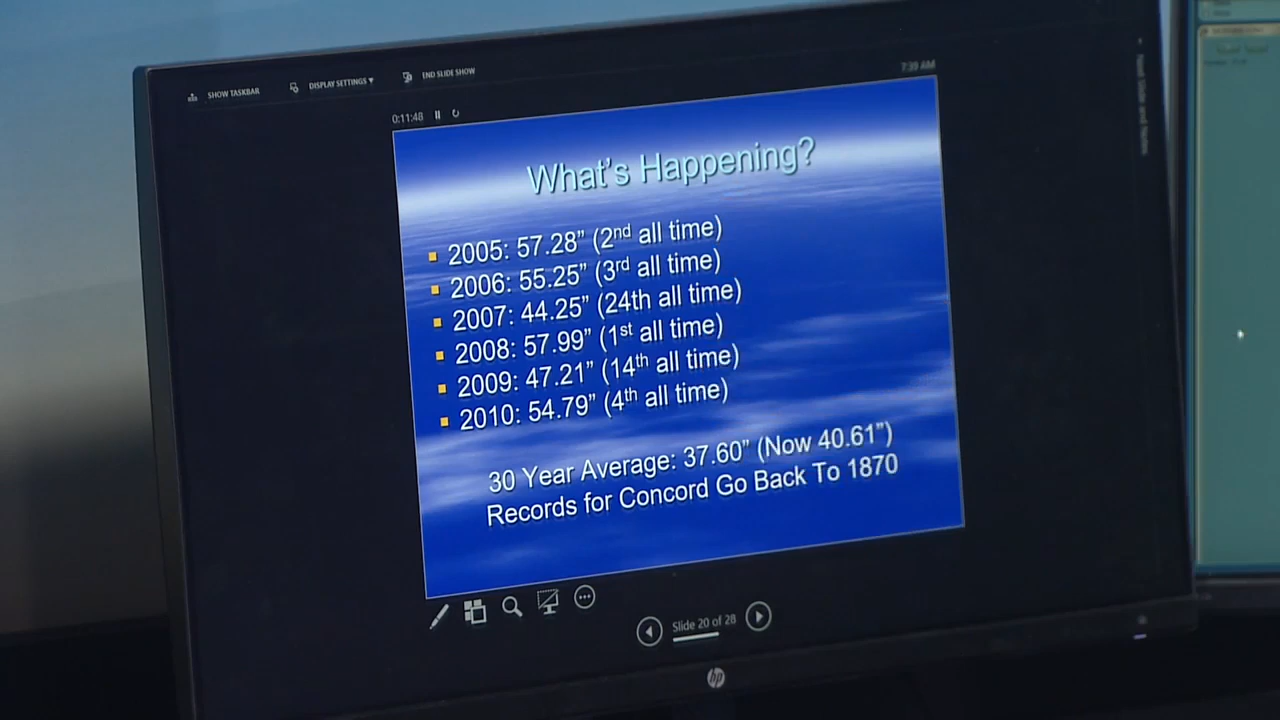 SHOW TASKBAR DISPLAY SETTINGS ▾ END SLIDE SHOW
7:39 AM
0:11:48
What's Happening?
2005: 57.28” (2nd all time)
2006: 55.25” (3rd all time)
2007: 44.25” (24th all time)
2008: 57.99” (1st all time)
2009: 47.21” (14th all time)
2010: 54.79” (4th all time)
30 Year Average: 37.60” (Now 40.61”)
Records for Concord Go Back To 1870
Slide 20 of 28
hp